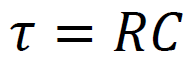 τ = RC